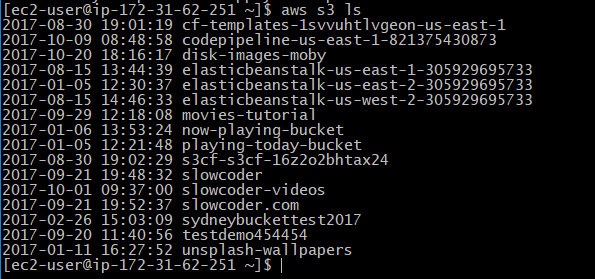 [ec2-user@ip-172-31-62-251 ~]$ aws s3 ls
2017-08-30 19:01:19 cf-templates-1svvuhtlvgeon-us-east-1
2017-10-09 08:48:58 codepipeline-us-east-1-821375430873
2017-10-20 18:16:17 disk-images-moby
2017-08-15 13:44:39 elasticbeanstalk-us-east-1-305929695733
2017-01-05 12:30:37 elasticbeanstalk-us-east-2-305929695733
2017-08-15 14:46:33 elasticbeanstalk-us-west-2-305929695733
2017-09-29 12:18:08 movies-tutorial
2017-01-06 13:53:24 now-playing-bucket
2017-01-05 12:21:48 playing-today-bucket
2017-08-30 19:02:29 s3cf-s3cf-16z2o2bhtax24
2017-09-21 19:48:32 slowcoder
2017-10-01 09:37:00 slowcoder-videos
2017-09-21 19:52:37 slowcoder.com
2017-02-26 15:03:09 sydneybuckettest2017
2017-09-20 11:40:56 testdemo454454
2017-01-11 16:27:52 unsplash-wallpapers
[ec2-user@ip-172-31-62-251 ~]$